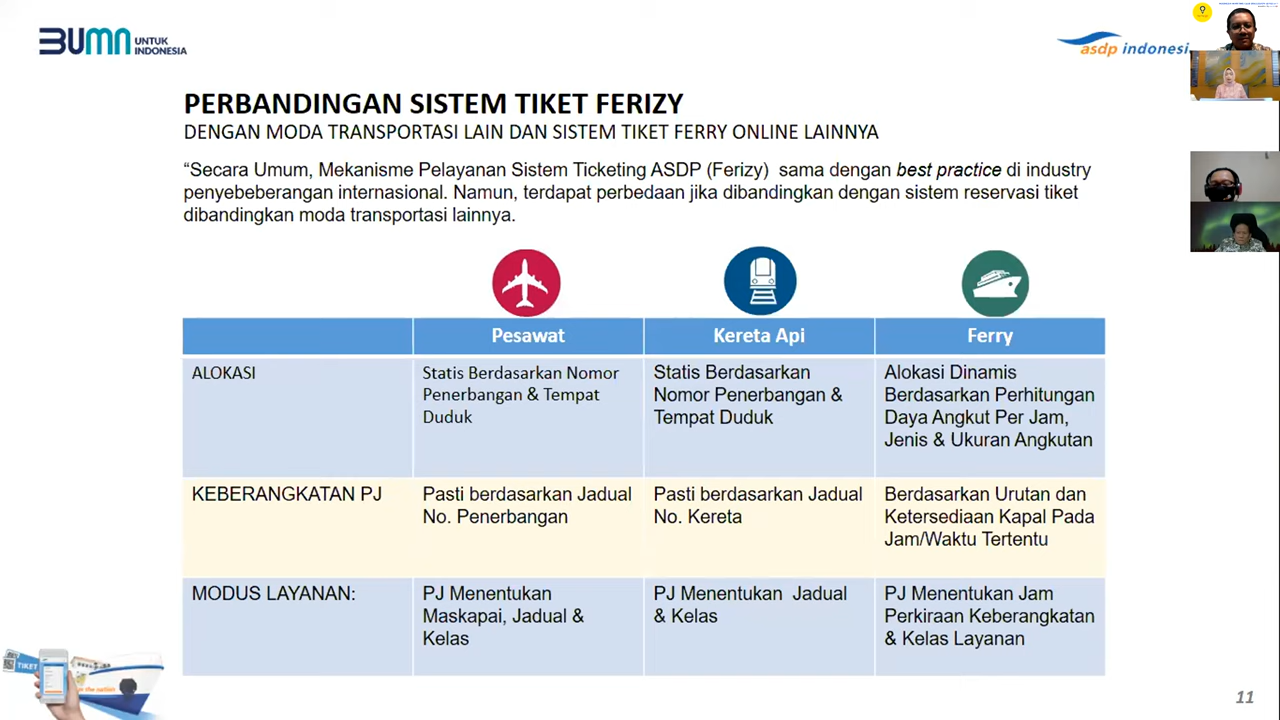 BUMN UNTUK
INDONESIA
asdp indonesi
PERBANDINGAN SISTEM TIKET FERIZY
DENGAN MODA TRANSPORTASI LAIN DAN SISTEM TIKET FERRY ONLINE LAINNYA
“Secara Umum, Mekanisme Pelayanan Sistem Ticketing ASDP (Ferizy) sama dengan best practice di industry
penyebeberangan internasional. Namun, terdapat perbedaan jika dibandingkan dengan sistem reservasi tiket
dibandingkan moda transportasi lainnya.
Pesawat
Kereta Api
Ferry
ALOKASI
Statis Berdasarkan Nomor
Penerbangan & Tempat
Duduk
Statis Berdasarkan
Nomor Penerbangan &
Tempat Duduk
Alokasi Dinamis
Berdasarkan Perhitungan
Daya Angkut Per Jam,
Jenis & Ukuran Angkutan
KEBERANGKATAN PJ
Pasti berdasarkan Jadual
No. Penerbangan
Pasti berdasarkan Jadual
No. Kereta
Berdasarkan Urutan dan
Ketersediaan Kapal Pada
Jam/Waktu Tertentu
MODUS LAYANAN:
PJ Menentukan
Maskapai, Jadual &
Kelas
PJ Menentukan Jadual
& Kelas
PJ Menentukan Jam
Perkiraan Keberangkatan
& Kelas Layanan
TIKET
11